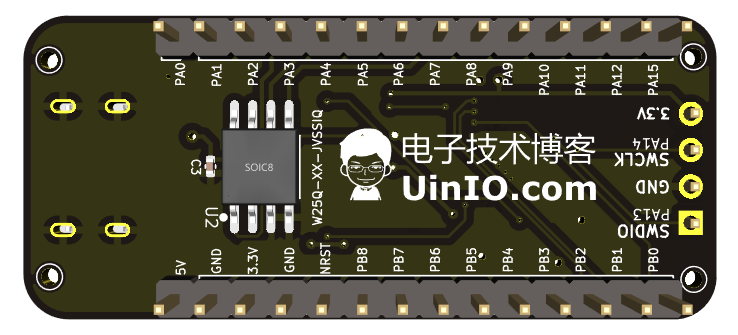 PA0 PA1 PA2 PA3 PA4 PA5 PA6 PA7 PA8 PA9 PA10 PA11 PA12 PA15
3.3V
PA14
SWCLK
GND
PA13
SWDIO
C3
SOIC8
U2
W25Q-XX-JVSSIQ
电子技术博客
UinIO.com
5V GND 3.3V GND NRST PB8 PB7 PB6 PB5 PB4 PB3 PB2 PB1 PB0